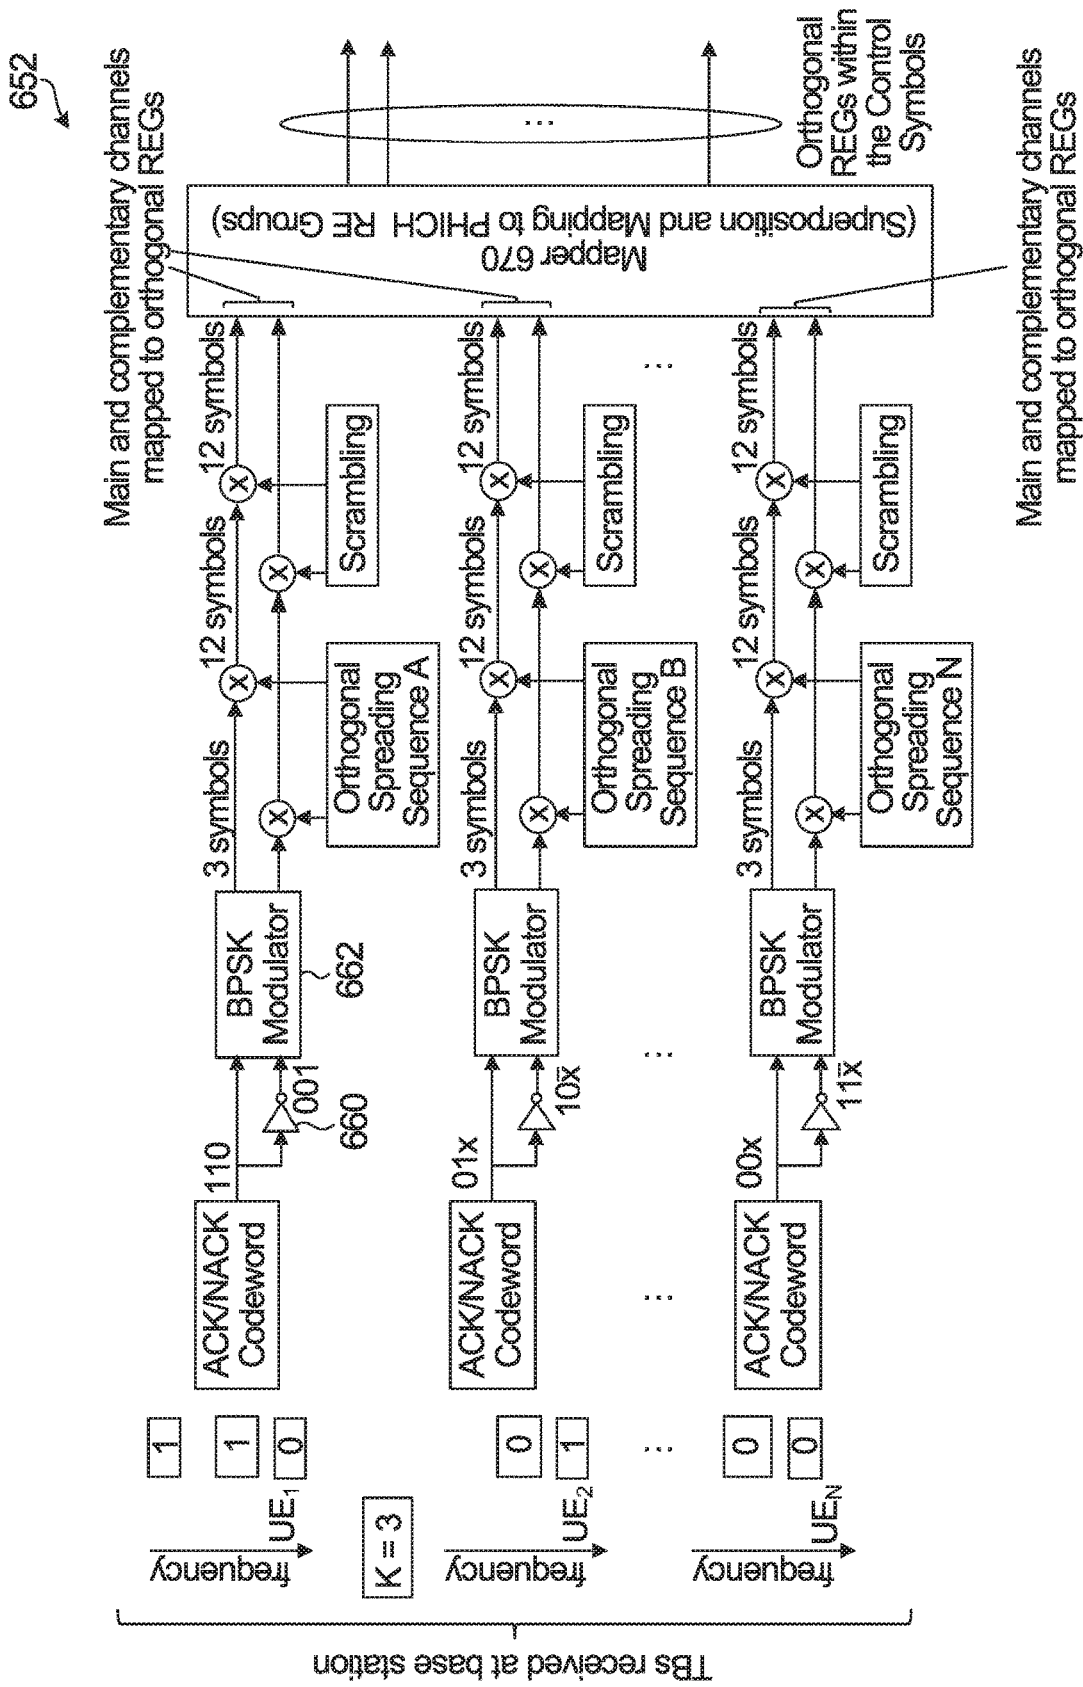 652
TBs received at base station
frequency
UE1
1
1
0
ACK/NACK
Codeword
110
001
660
BPSK
Modulator
662
3 symbols
Orthogonal
Spreading
Sequence A
12 symbols
Scrambling
12 symbols
X
X
X
X
Main and complementary channels
mapped to orthogonal REGs
K = 3
frequency
UE2
0
1
ACK/NACK
Codeword
01x
10x̅
BPSK
Modulator
3 symbols
Orthogonal
Spreading
Sequence B
12 symbols
Scrambling
12 symbols
X
X
X
X
...
...
...
...
frequency
UEN
0
0
ACK/NACK
Codeword
00x
11x̅
BPSK
Modulator
3 symbols
Orthogonal
Spreading
Sequence N
12 symbols
Scrambling
12 symbols
X
X
X
X
Main and complementary channels
mapped to orthogonal REGs
Mapper 670
(Superposition and Mapping to PHICH RE Groups)
...
Orthogonal
REGs within
the Control
Symbols